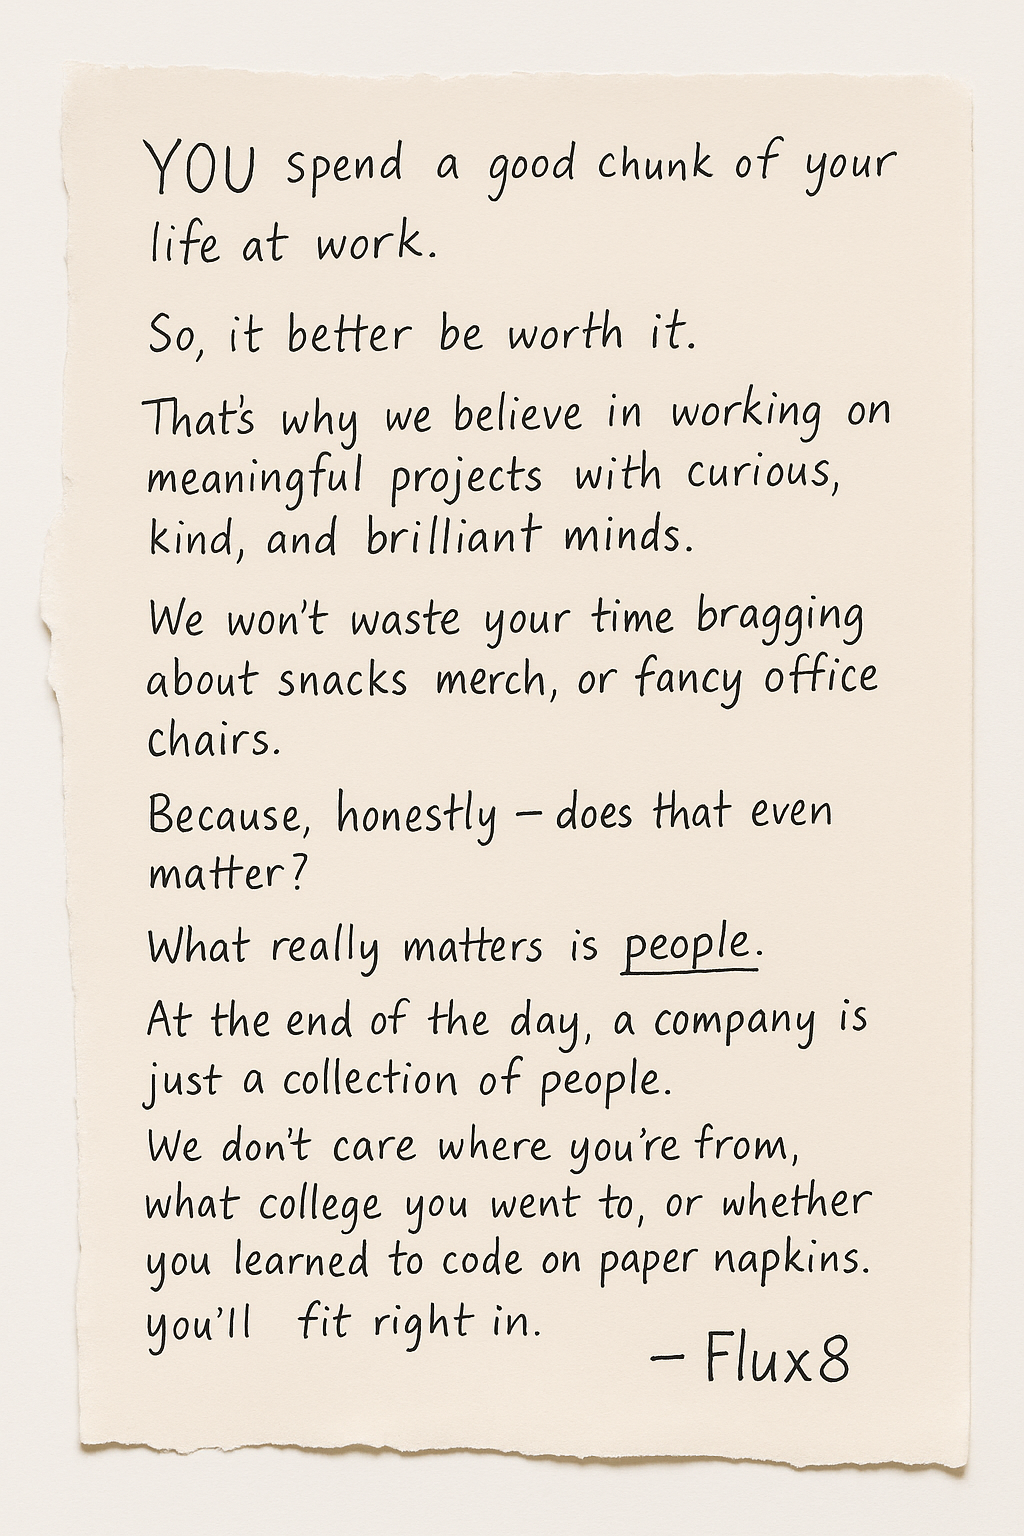 YOU spend a good chunk of your
life at work.
So, it better be worth it.
That's why we believe in working on
meaningful projects with curious,
kind, and brilliant minds.
We won't waste your time bragging
about snacks merch, or fancy office
chairs.
Because, honestly – does that even
matter?
What really matters is people.
At the end of the day, a company is
just a collection of people.
We don't care where you're from,
what college you went to, or whether
you learned to code on paper napkins.
you'll fit right in.
– Flux8